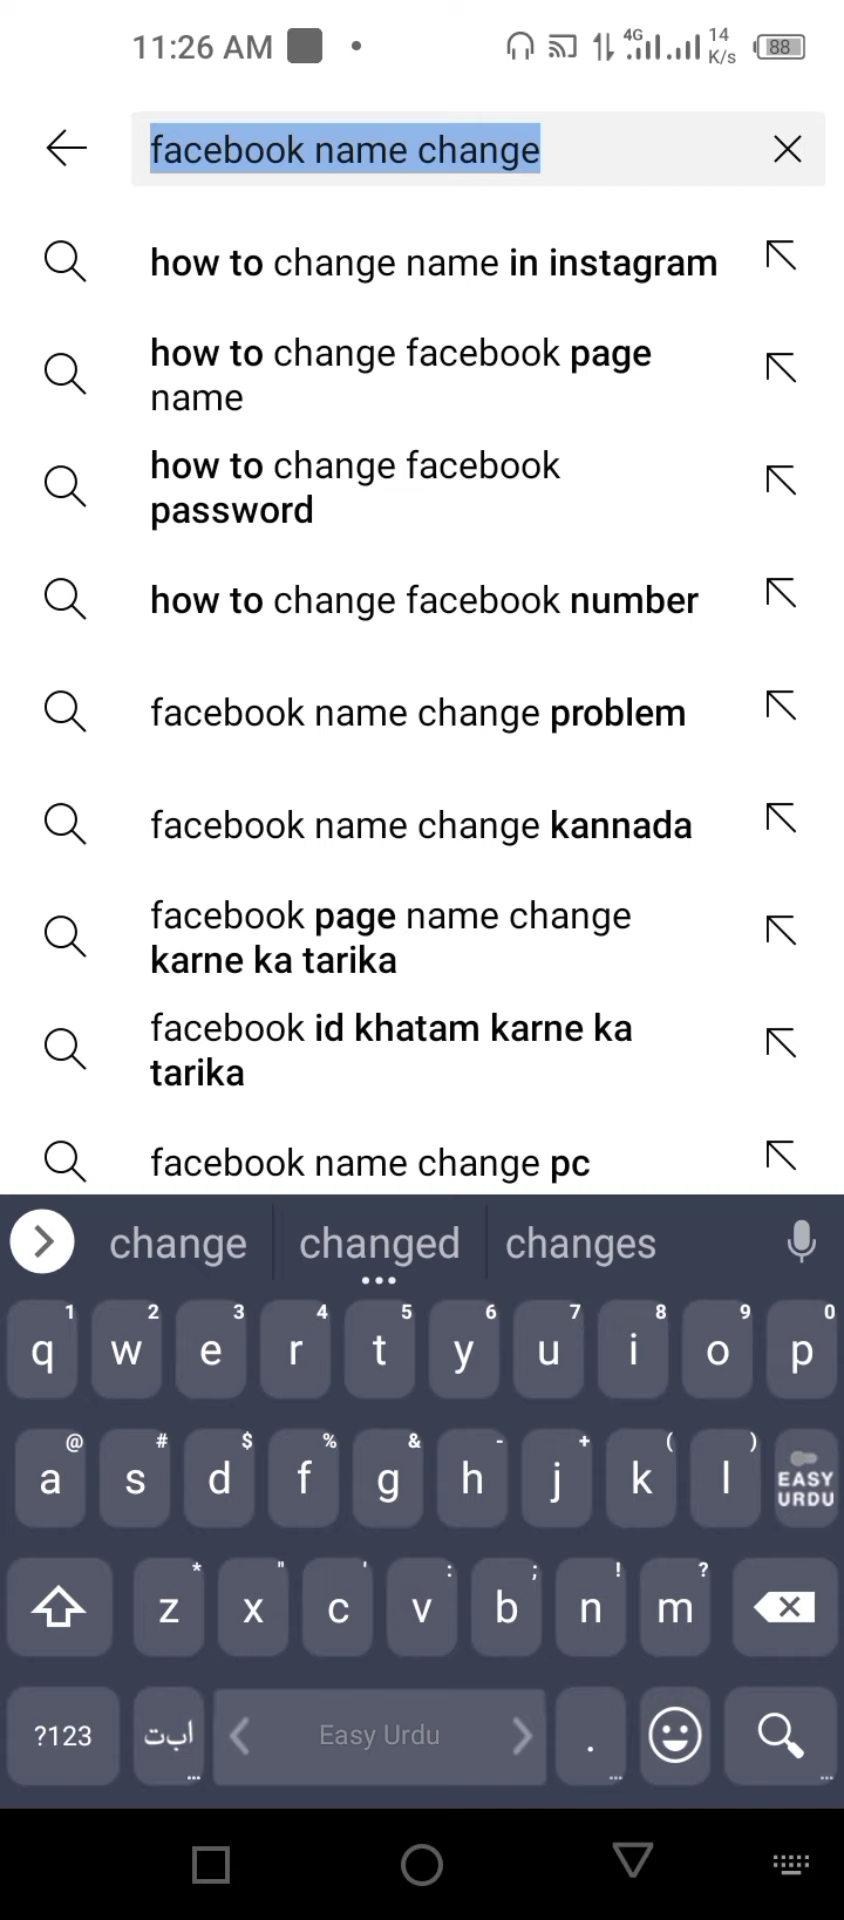 11:26 AM
4G
14
K/s
88
facebook name change
how to change name in instagram
how to change facebook page
name
how to change facebook
password
how to change facebook number
facebook name change problem
facebook name change kannada
facebook page name change
karne ka tarika
facebook id khatam karne ka
tarika
facebook name change pc
change changed changes
1 2 3 4 5 6 7 8 9 0
q w e r t y u i o p
@ # $ % & - + ( )
a s d f g h j k l EASY
URDU
* " ' : ; ! ?
z x c v b n m
?123 ابت Easy Urdu .